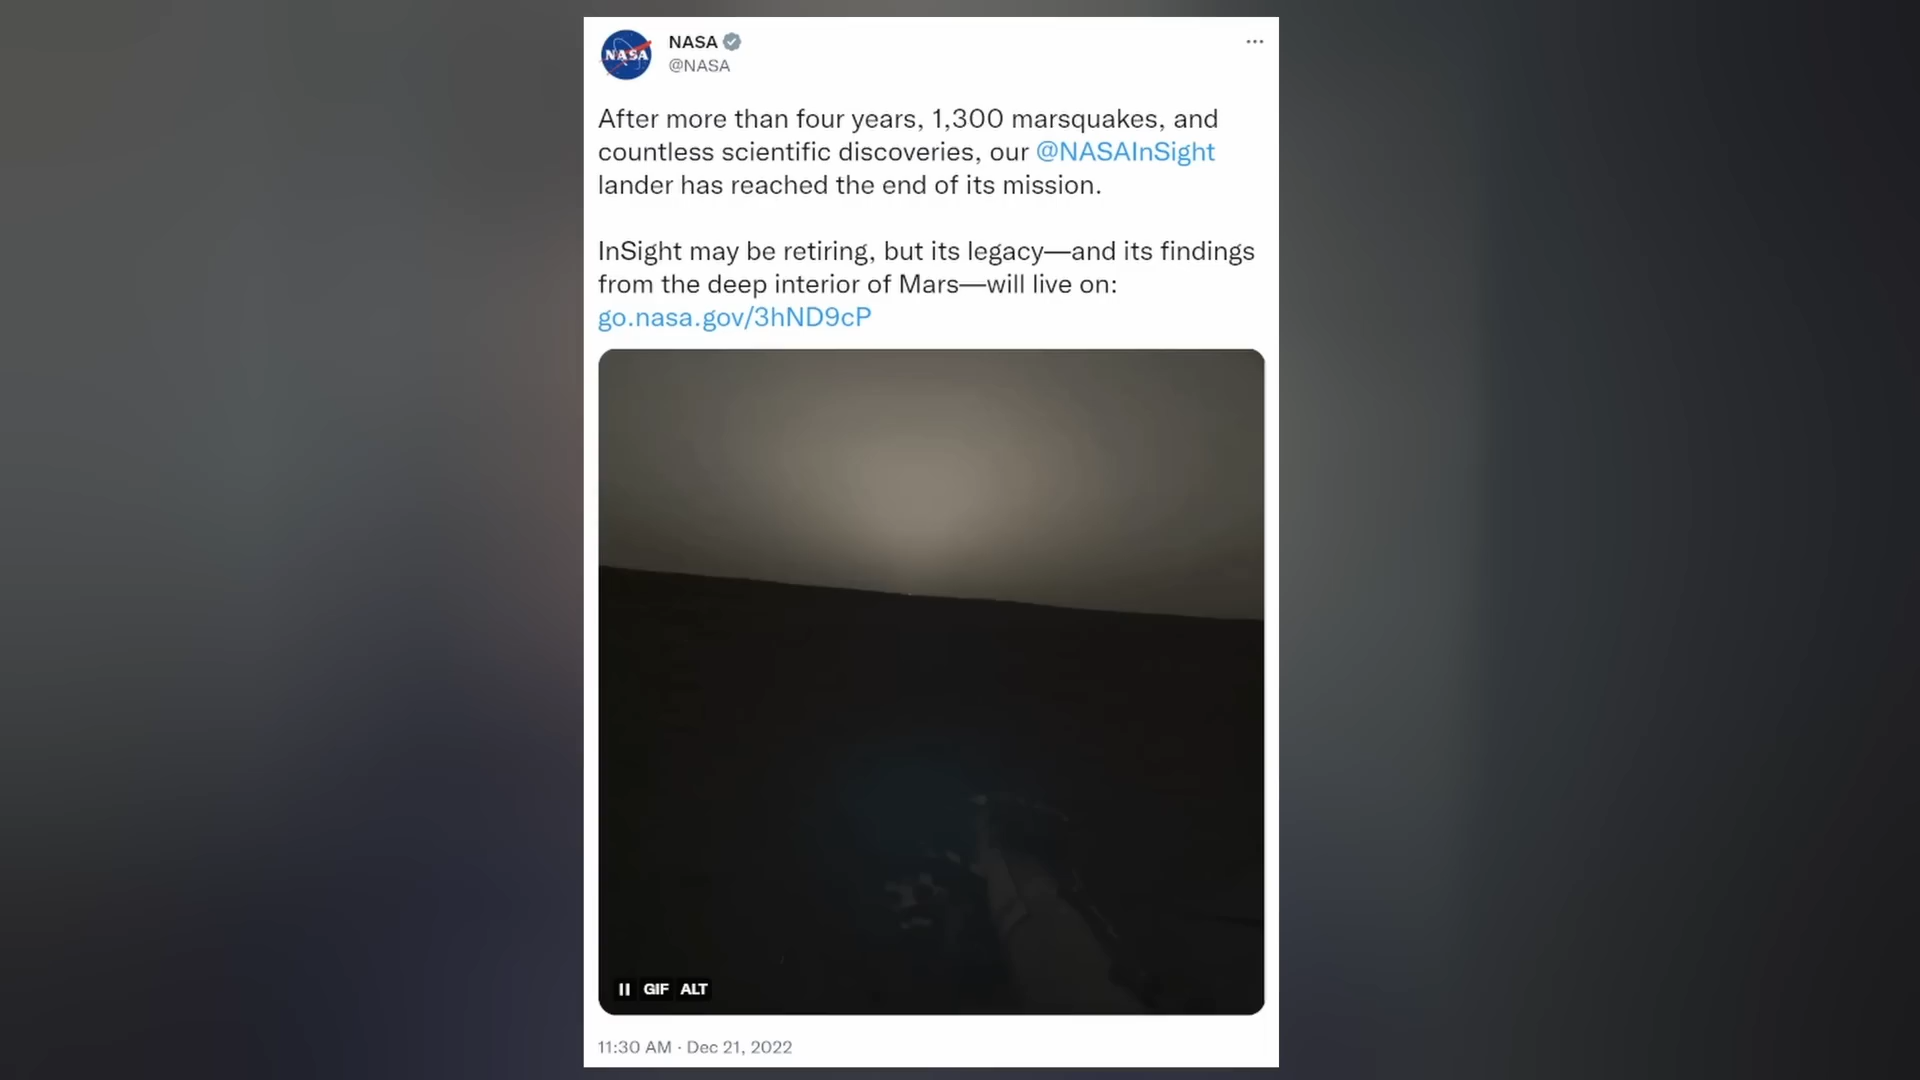 NASA
NASA
@NASA
After more than four years, 1,300 marsquakes, and
countless scientific discoveries, our @NASAInSight
lander has reached the end of its mission.
InSight may be retiring, but its legacy—and its findings
from the deep interior of Mars—will live on:
go.nasa.gov/3hND9cP
GIF ALT
11:30 AM · Dec 21, 2022